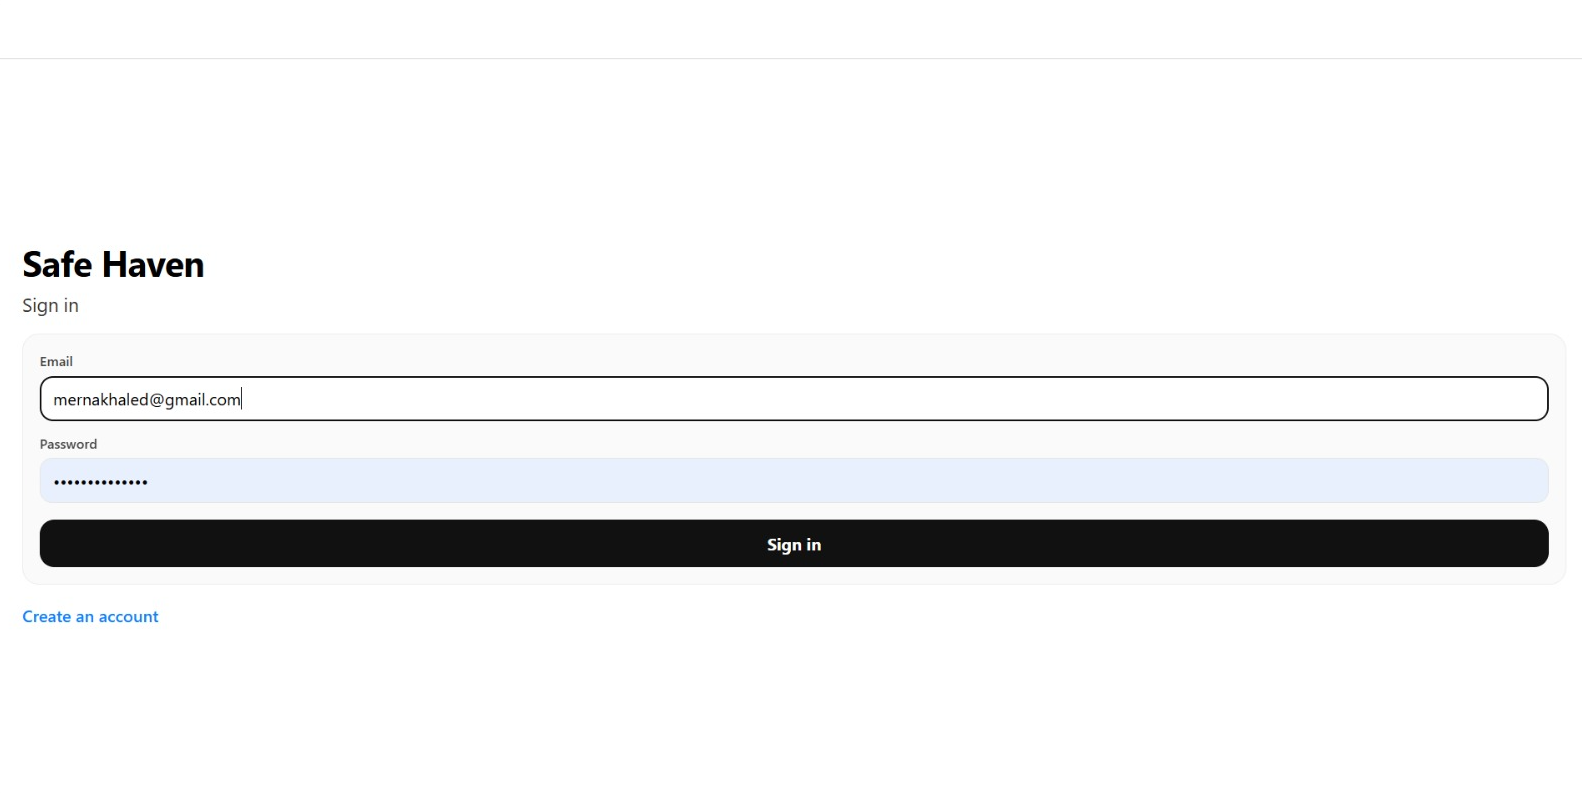 Safe Haven
Sign in
Email
mernakhaled@gmail.com
Password
••••••••••••••
Sign in
Create an account